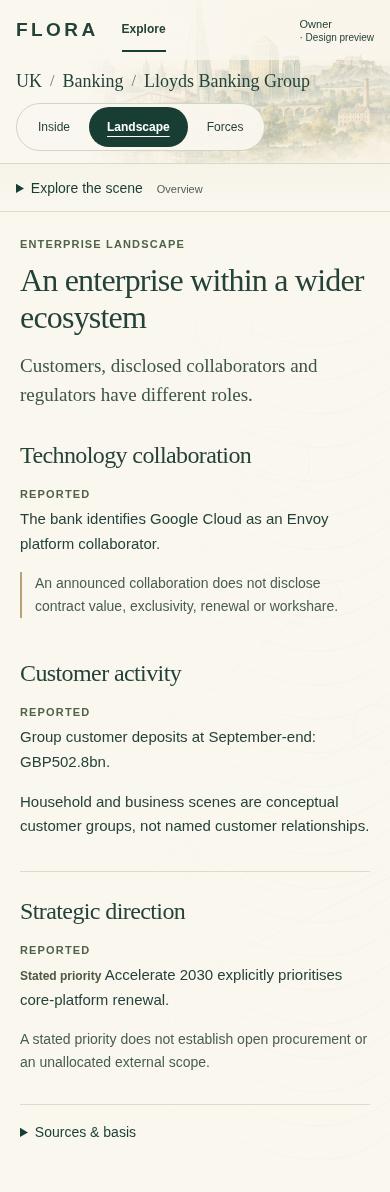 FLORA
Explore
Owner
· Design preview
UK / Banking / Lloyds Banking Group
Inside
Landscape
Forces
Explore the scene
Overview
ENTERPRISE LANDSCAPE
An enterprise within a wider
ecosystem
Customers, disclosed collaborators and
regulators have different roles.
Technology collaboration
REPORTED
The bank identifies Google Cloud as an Envoy
platform collaborator.
An announced collaboration does not disclose
contract value, exclusivity, renewal or workshare.
Customer activity
REPORTED
Group customer deposits at September-end:
GBP502.8bn.
Household and business scenes are conceptual
customer groups, not named customer relationships.
Strategic direction
REPORTED
Stated priority Accelerate 2030 explicitly prioritises
core-platform renewal.
A stated priority does not establish open procurement or
an unallocated external scope.
Sources & basis